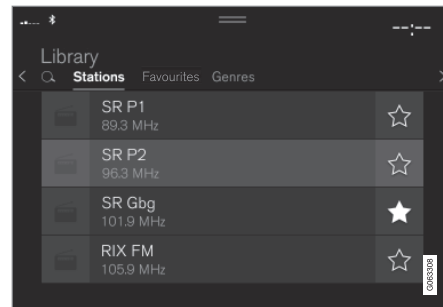 --:--
Library
Stations Favourites Genres
SR P1
89.3 MHz
SR P2
96.3 MHz
SR Gbg
101.9 MHz
RIX FM
105.9 MHz
G063308